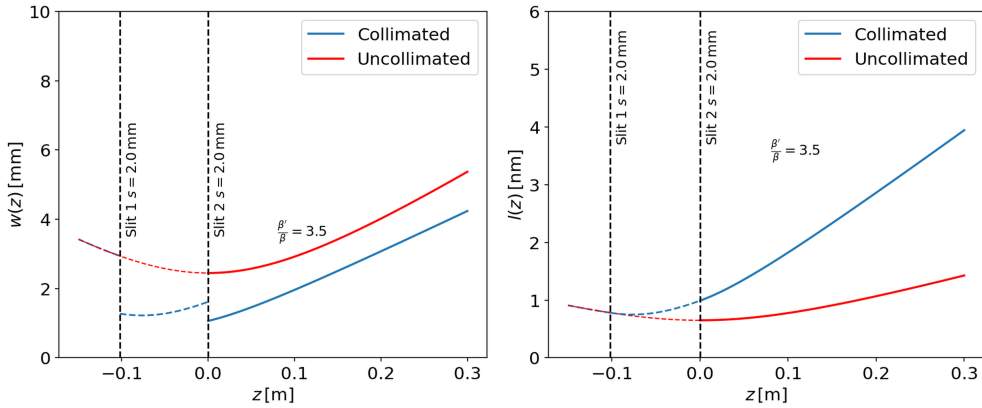 10
8
6
4
2
0
w(z) [mm]
Slit 1 s = 2.0 mm
Slit 2 s = 2.0 mm
β′/β = 3.5
Collimated
Uncollimated
−0.1 0.0 0.1 0.2 0.3
z [m]
6
5
4
3
2
1
0
l(z) [nm]
Slit 1 s = 2.0 mm
Slit 2 s = 2.0 mm
β′/β = 3.5
Collimated
Uncollimated
−0.1 0.0 0.1 0.2 0.3
z [m]